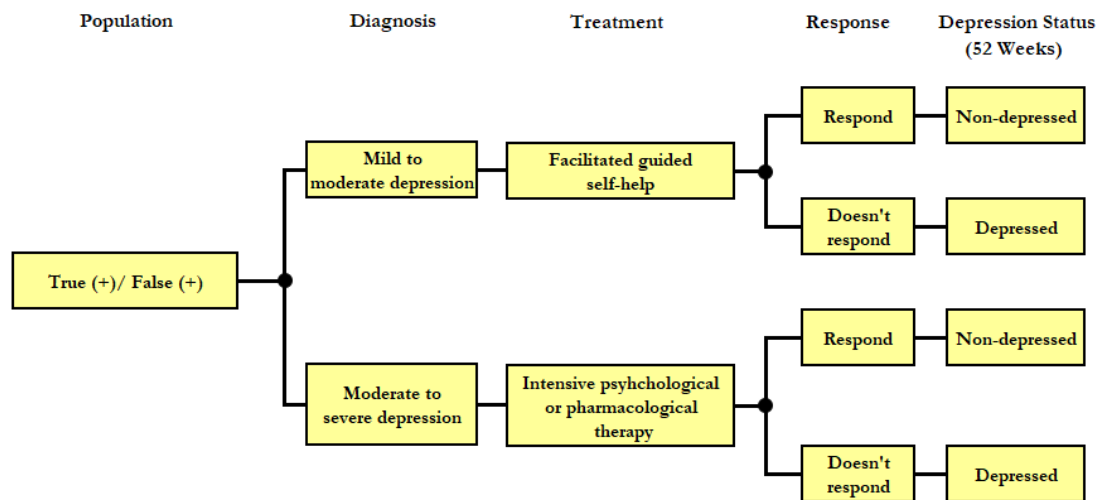 Population
Diagnosis
Treatment
Response
Depression Status
(52 Weeks)
Respond
Non-depressed
Mild to
moderate depression
Facilitated guided
self-help
Doesn't
respond
Depressed
True (+)/ False (+)
Respond
Non-depressed
Moderate to
severe depression
Intensive psyhchological
or pharmacological
therapy
Doesn't
respond
Depressed